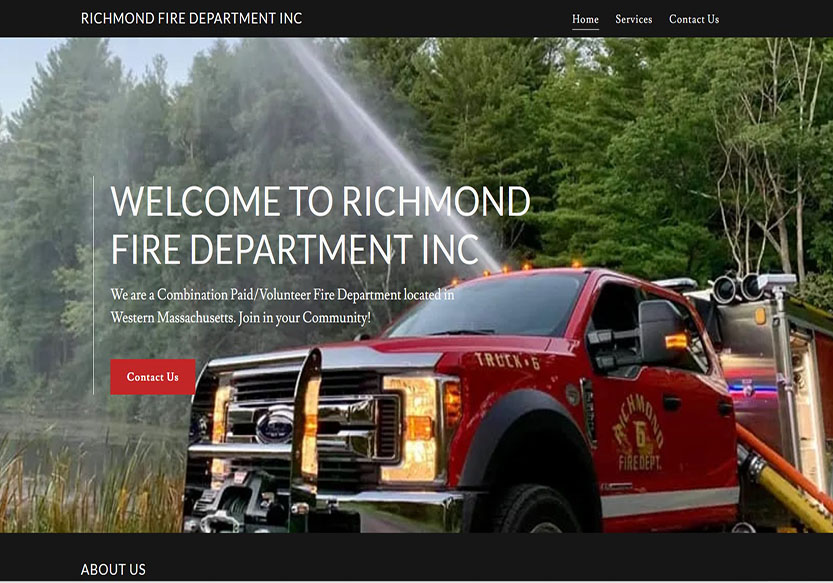 RICHMOND FIRE DEPARTMENT INC
Home Services Contact Us
WELCOME TO RICHMOND
FIRE DEPARTMENT INC
We are a Combination Paid/Volunteer Fire Department located in
Western Massachusetts. Join in your Community!
Contact Us
TRUCK 6
Ford
RICHMOND
6
FIRE DEPT.
ABOUT US